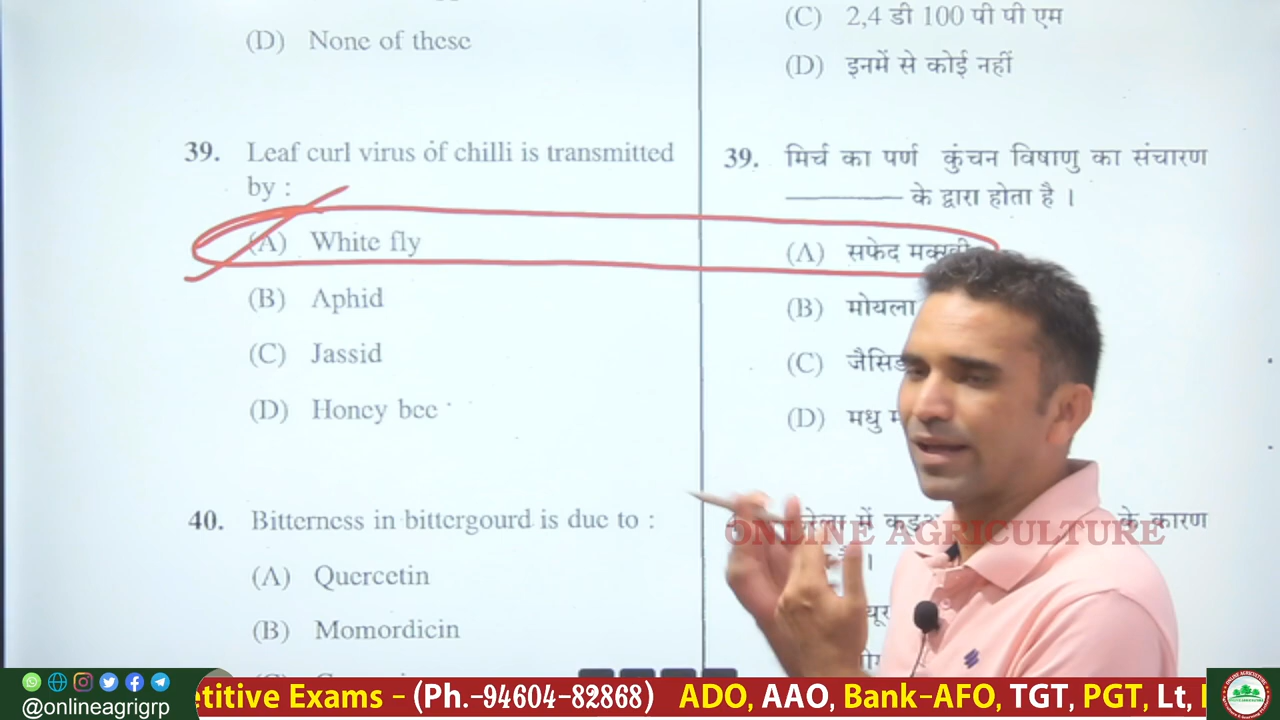 (D) None of these
39. Leaf curl virus of chilli is transmitted
by :
(A) White fly
(B) Aphid
(C) Jassid
(D) Honey bee
40. Bitterness in bittergourd is due to :
(A) Quercetin
(B) Momordicin
(C) 2,4 डी 100 पी पी एम
(D) इनमें से कोई नहीं
39. मिर्च का पर्ण कुंचन विषाणु का संचारण
के द्वारा होता है ।
(A) सफेद मक्खी
(B) मोयला
(C)
(D) मधु
में के कारण
ONLINE AGRICULTURE
@onlineagrigrp
etitive Exams - (Ph.-94604-82868) ADO, AAO, Bank-AFO, TGT, PGT, Lt,